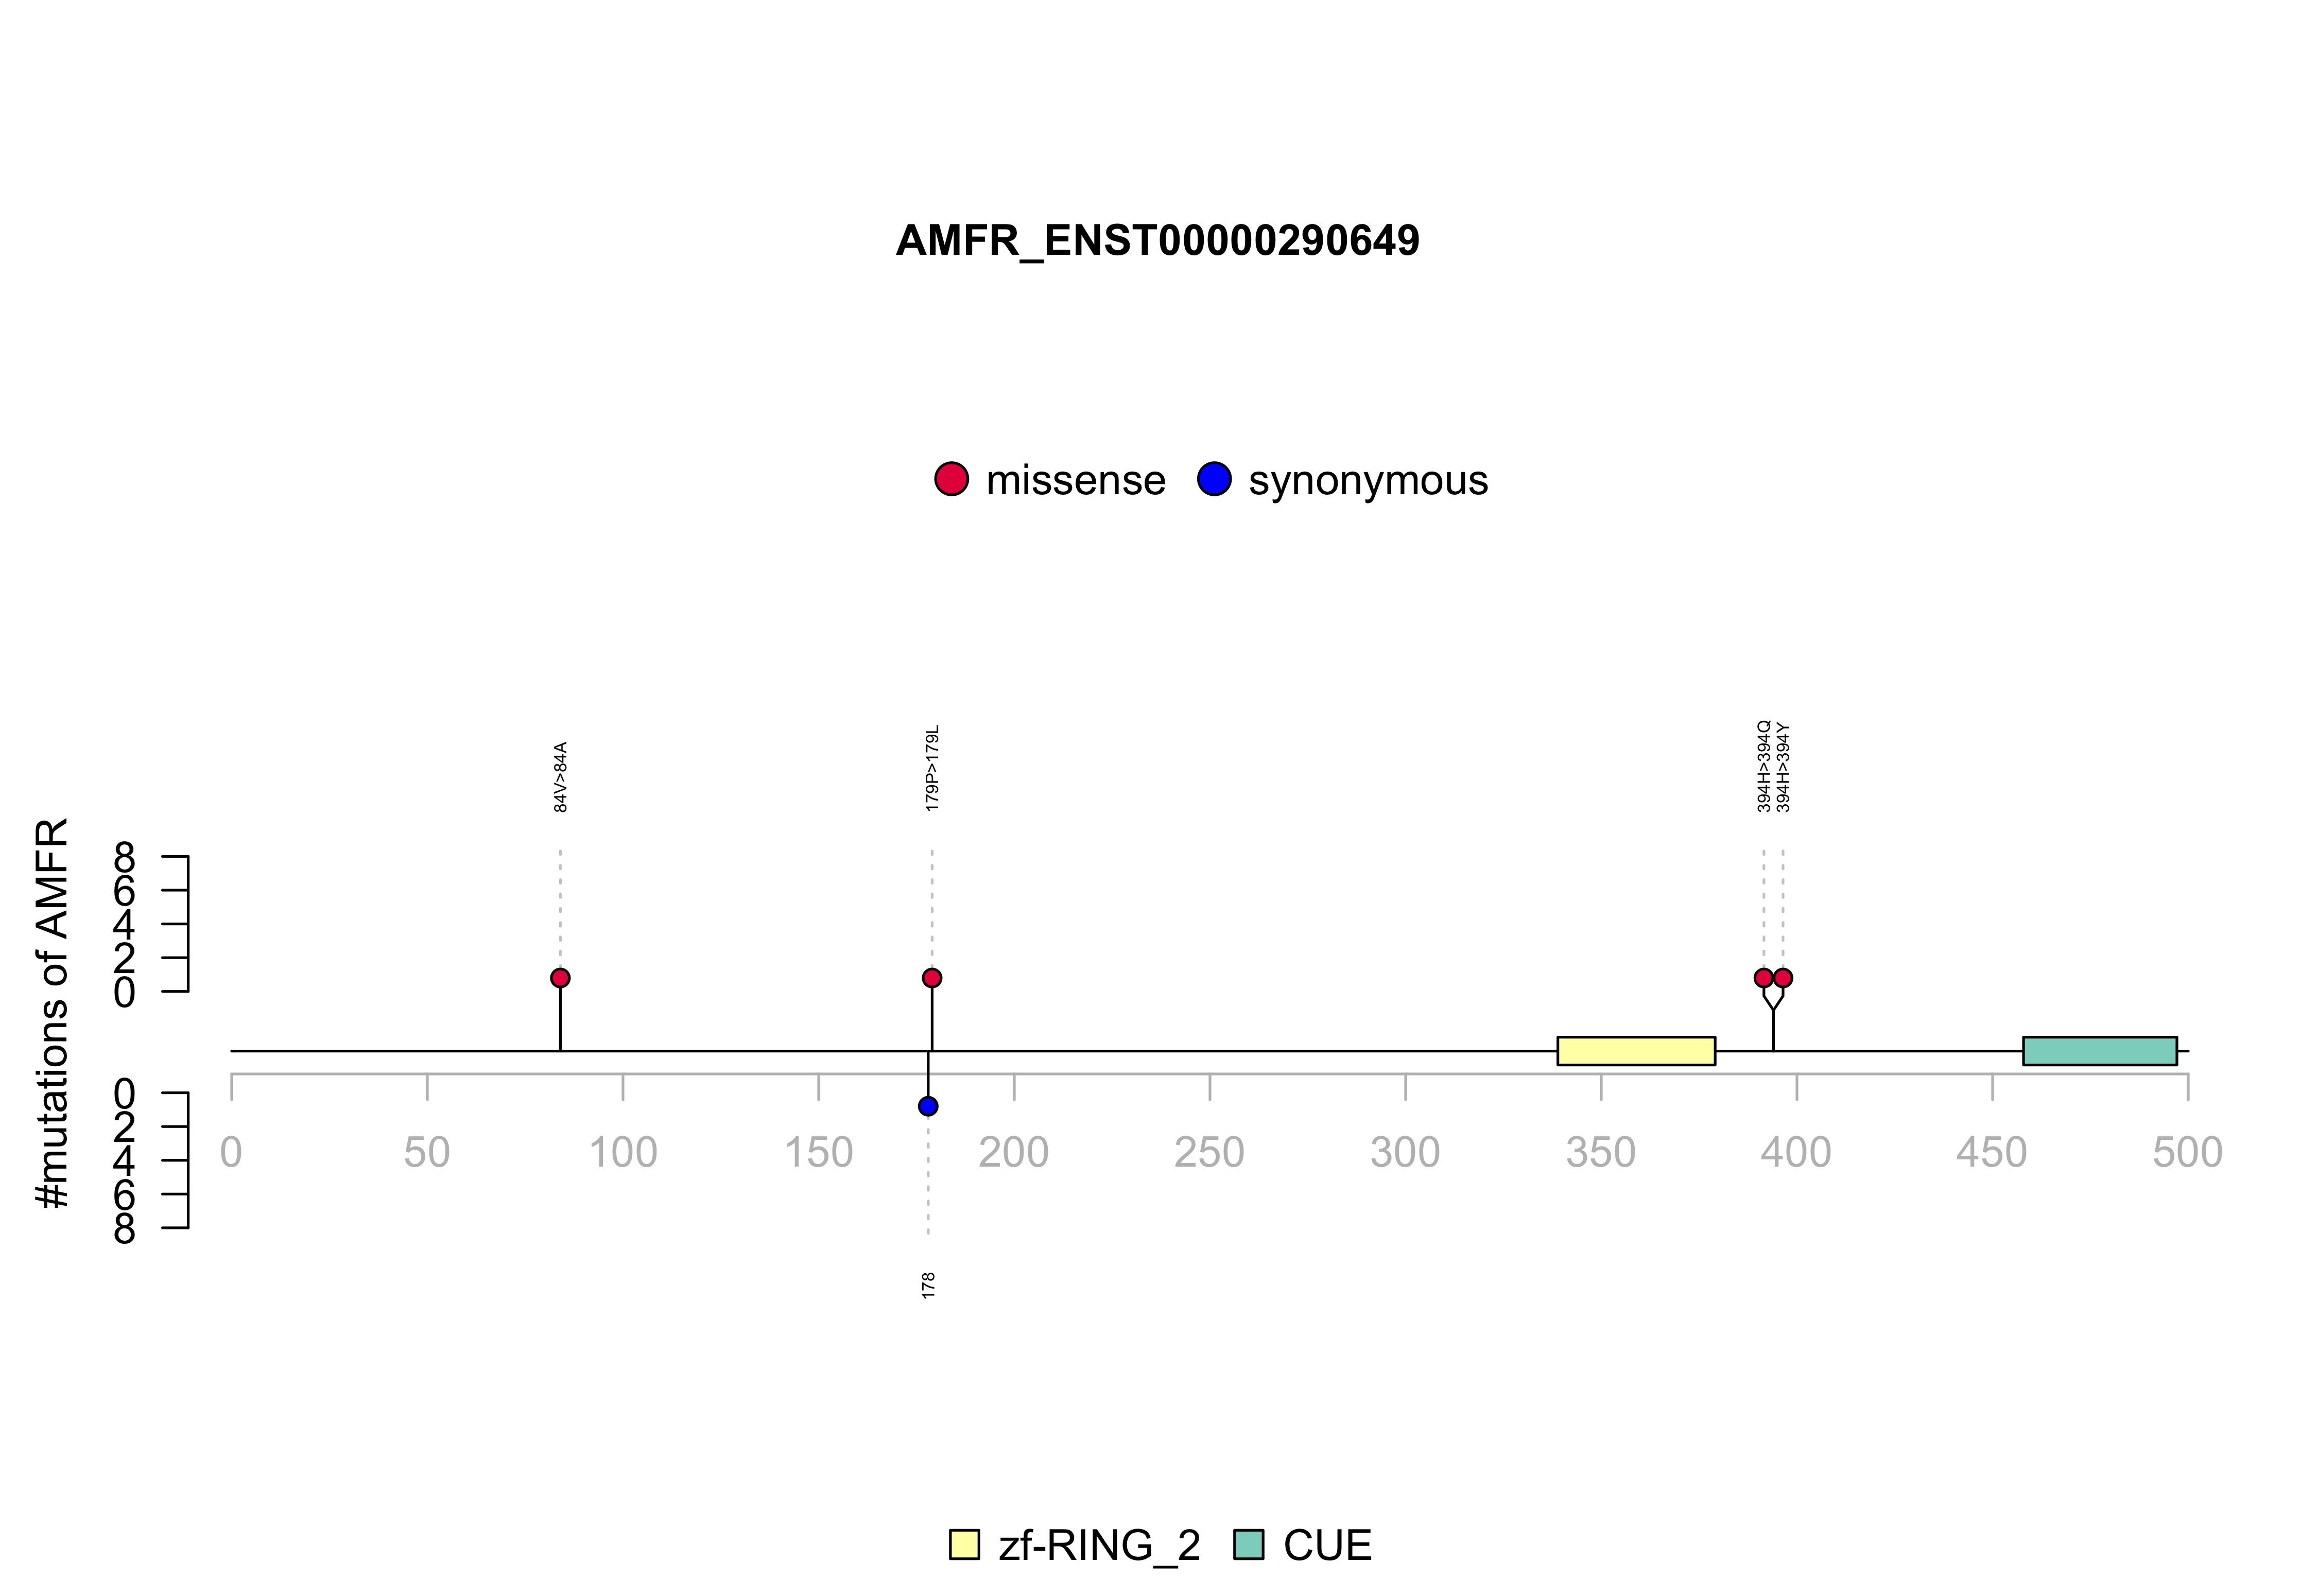 AMFR_ENST00000290649
missense synonymous
84V>84A
179P>179L
394H>394Q
394H>394Y
#mutations of AMFR
8
6
4
2
0
0
2
4
6
8
0 50 100 150 200 250 300 350 400 450 500
178
zf-RING_2 CUE